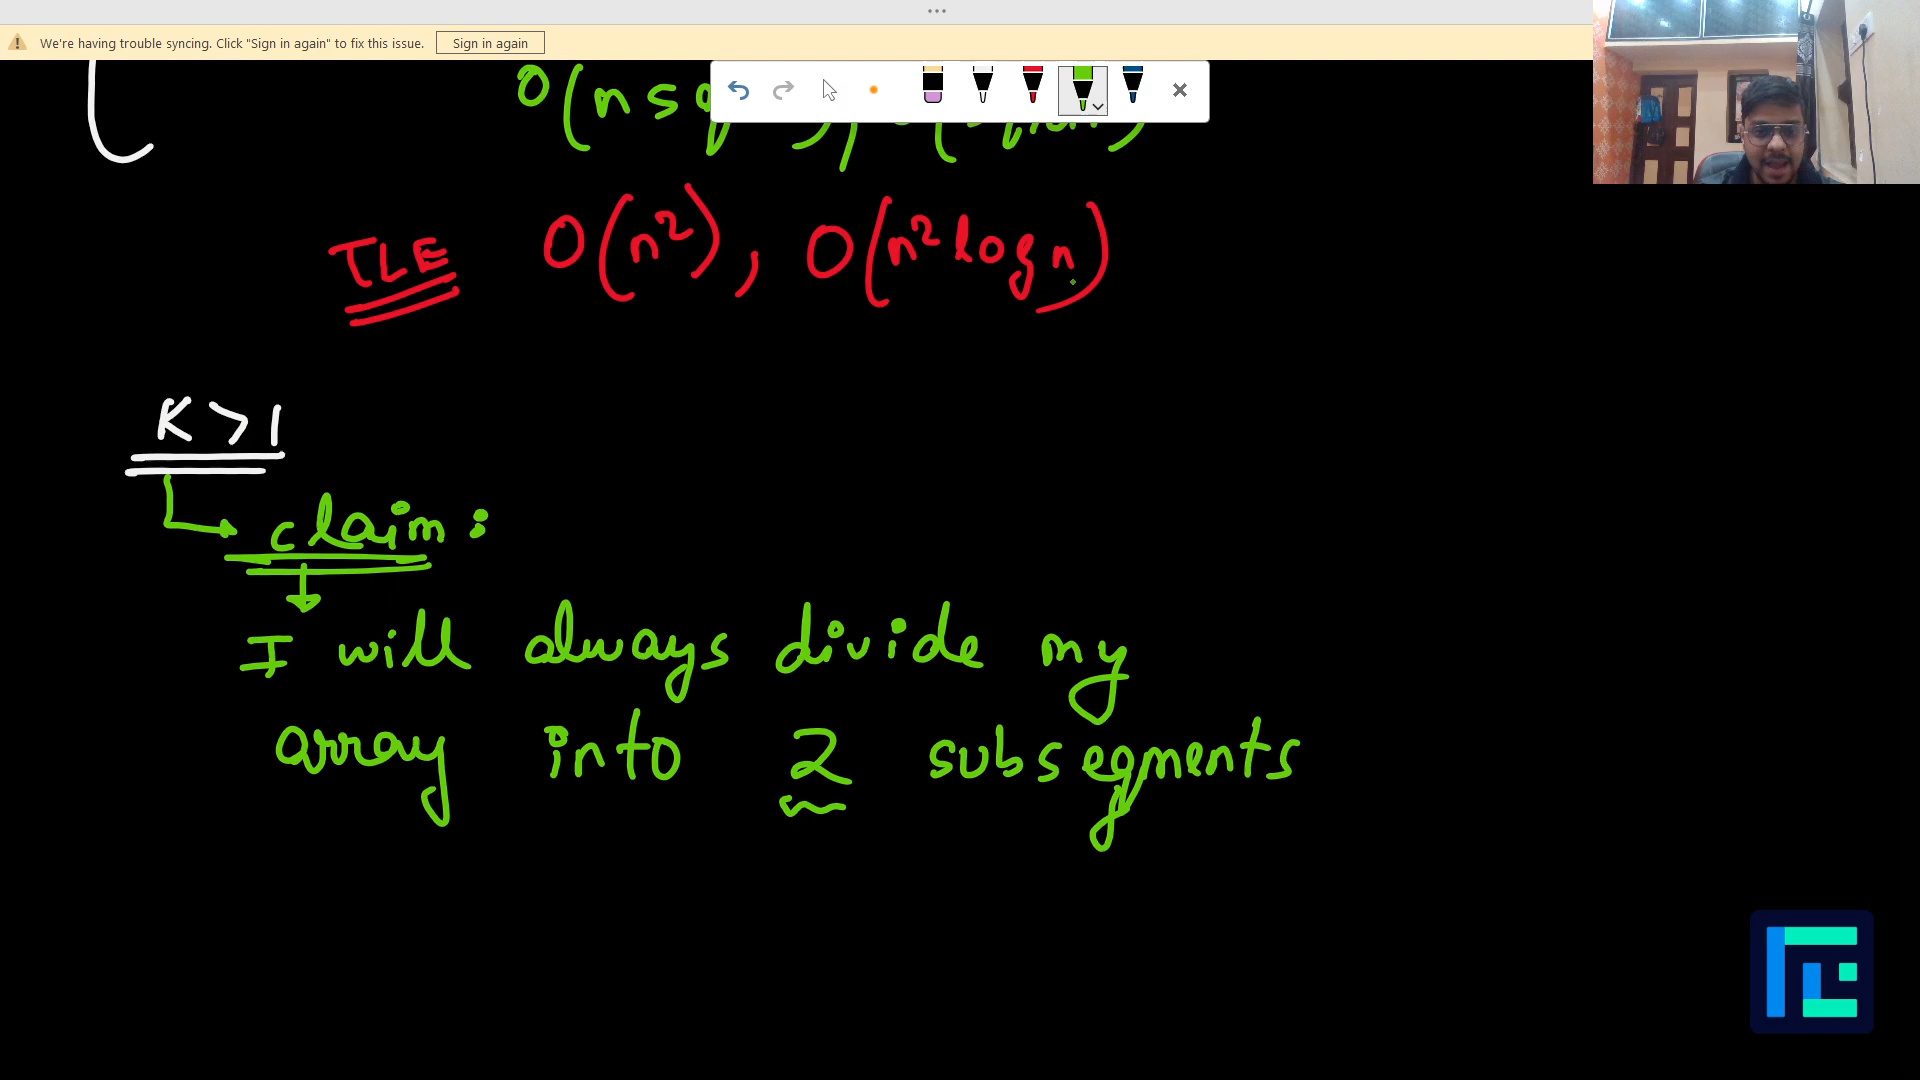 We're having trouble syncing. Click "Sign in again" to fix this issue. Sign in again
TLE O(n²), O(n² log n)
K > 1
claim:
I will always divide my
array into 2 subsegments